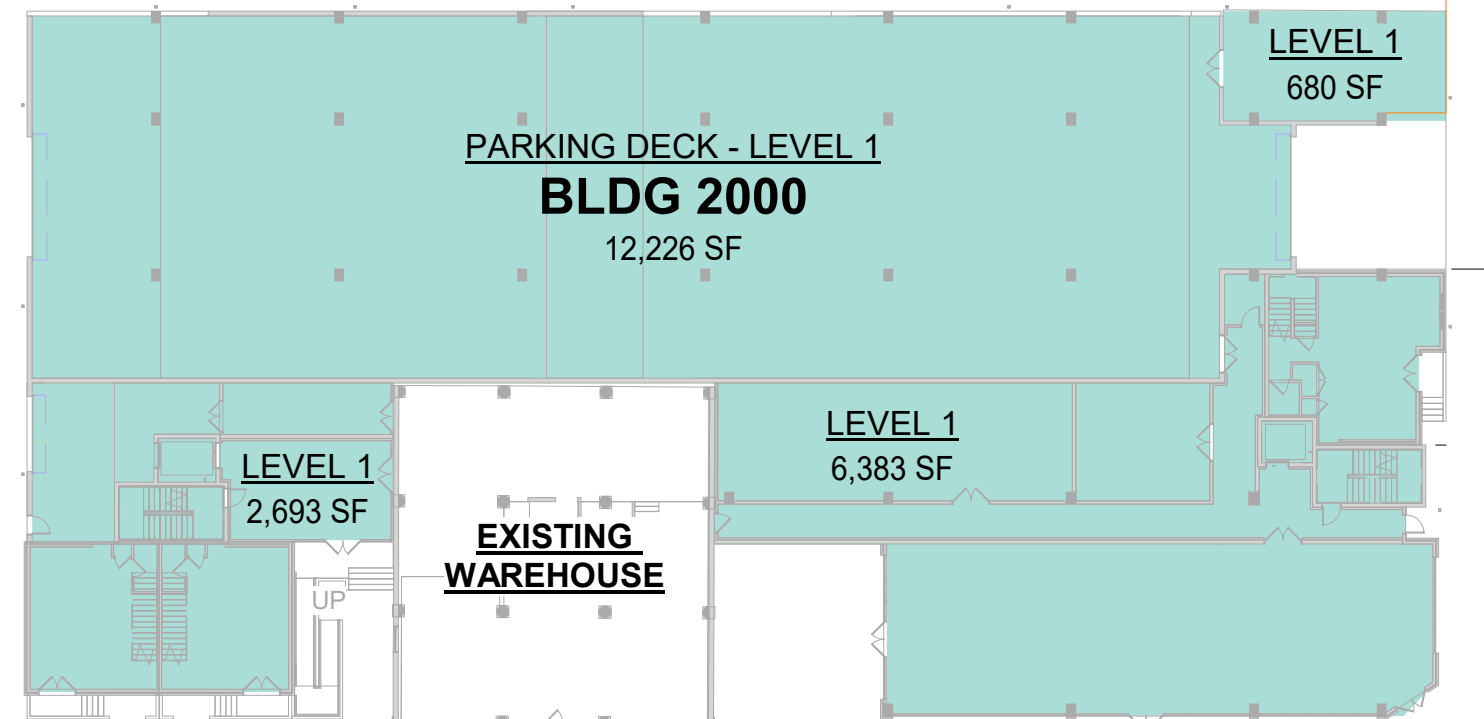 LEVEL 1
680 SF
PARKING DECK - LEVEL 1
BLDG 2000
12,226 SF
LEVEL 1
6,383 SF
LEVEL 1
2,693 SF
EXISTING
WAREHOUSE
UP